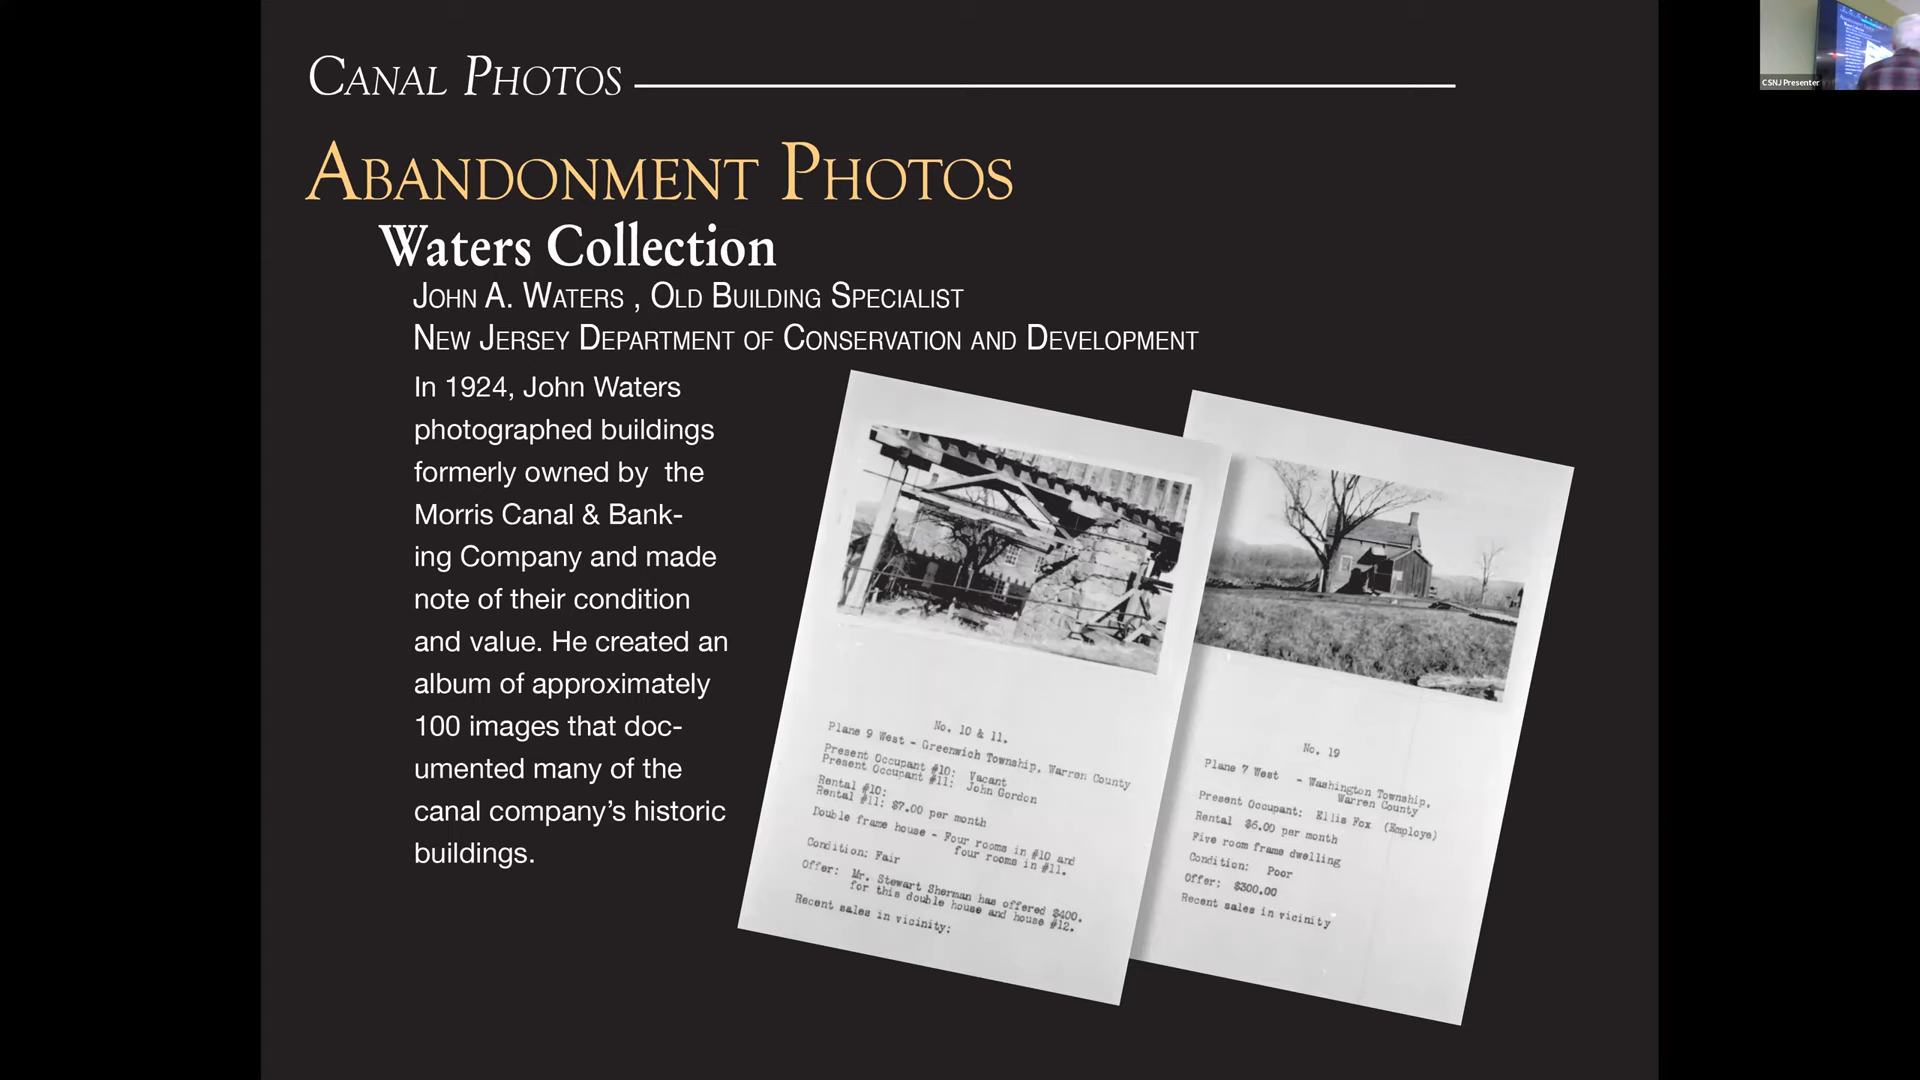 CANAL PHOTOS
ABANDONMENT PHOTOS
Waters Collection
JOHN A. WATERS , OLD BUILDING SPECIALIST
NEW JERSEY DEPARTMENT OF CONSERVATION AND DEVELOPMENT
In 1924, John Waters
photographed buildings
formerly owned by the
Morris Canal & Bank-
ing Company and made
note of their condition
and value. He created an
album of approximately
100 images that doc-
umented many of the
canal company’s historic
buildings.
No. 10 & 11.
Plane 9 West - Greenwich Township, Warren County
Present Occupant #10: Vacant
Present Occupant #11: John Gordon
Rental #10:
Rental #11: $7.00 per month
Double frame house - Four rooms in #10 and
four rooms in #11.
Condition: Fair
Offer: Mr. Stewart Sherman has offered $400.
for this double house and house #12.
Recent sales in vicinity:
No. 19
Plane 7 West - Washington Township,
Warren County
Present Occupant: Ellis Fox (Employe)
Rental $6.00 per month
Five room frame dwelling
Condition: Poor
Offer: $300.00
Recent sales in vicinity
CSNJ Presenter